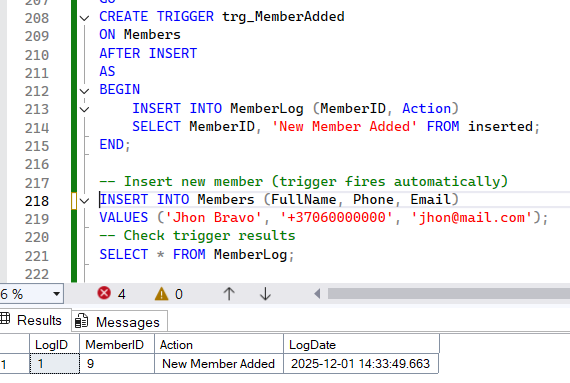 207 GO
208 CREATE TRIGGER trg_MemberAdded
209 ON Members
210 AFTER INSERT
211 AS
212 BEGIN
213 INSERT INTO MemberLog (MemberID, Action)
214 SELECT MemberID, 'New Member Added' FROM inserted;
215 END;
216
217 -- Insert new member (trigger fires automatically)
218 INSERT INTO Members (FullName, Phone, Email)
219 VALUES ('Jhon Bravo', '+37060000000', 'jhon@mail.com');
220 -- Check trigger results
221 SELECT * FROM MemberLog;
222
6 % 4 0
Results Messages
LogID MemberID Action LogDate
1 1 9 New Member Added 2025-12-01 14:33:49.663